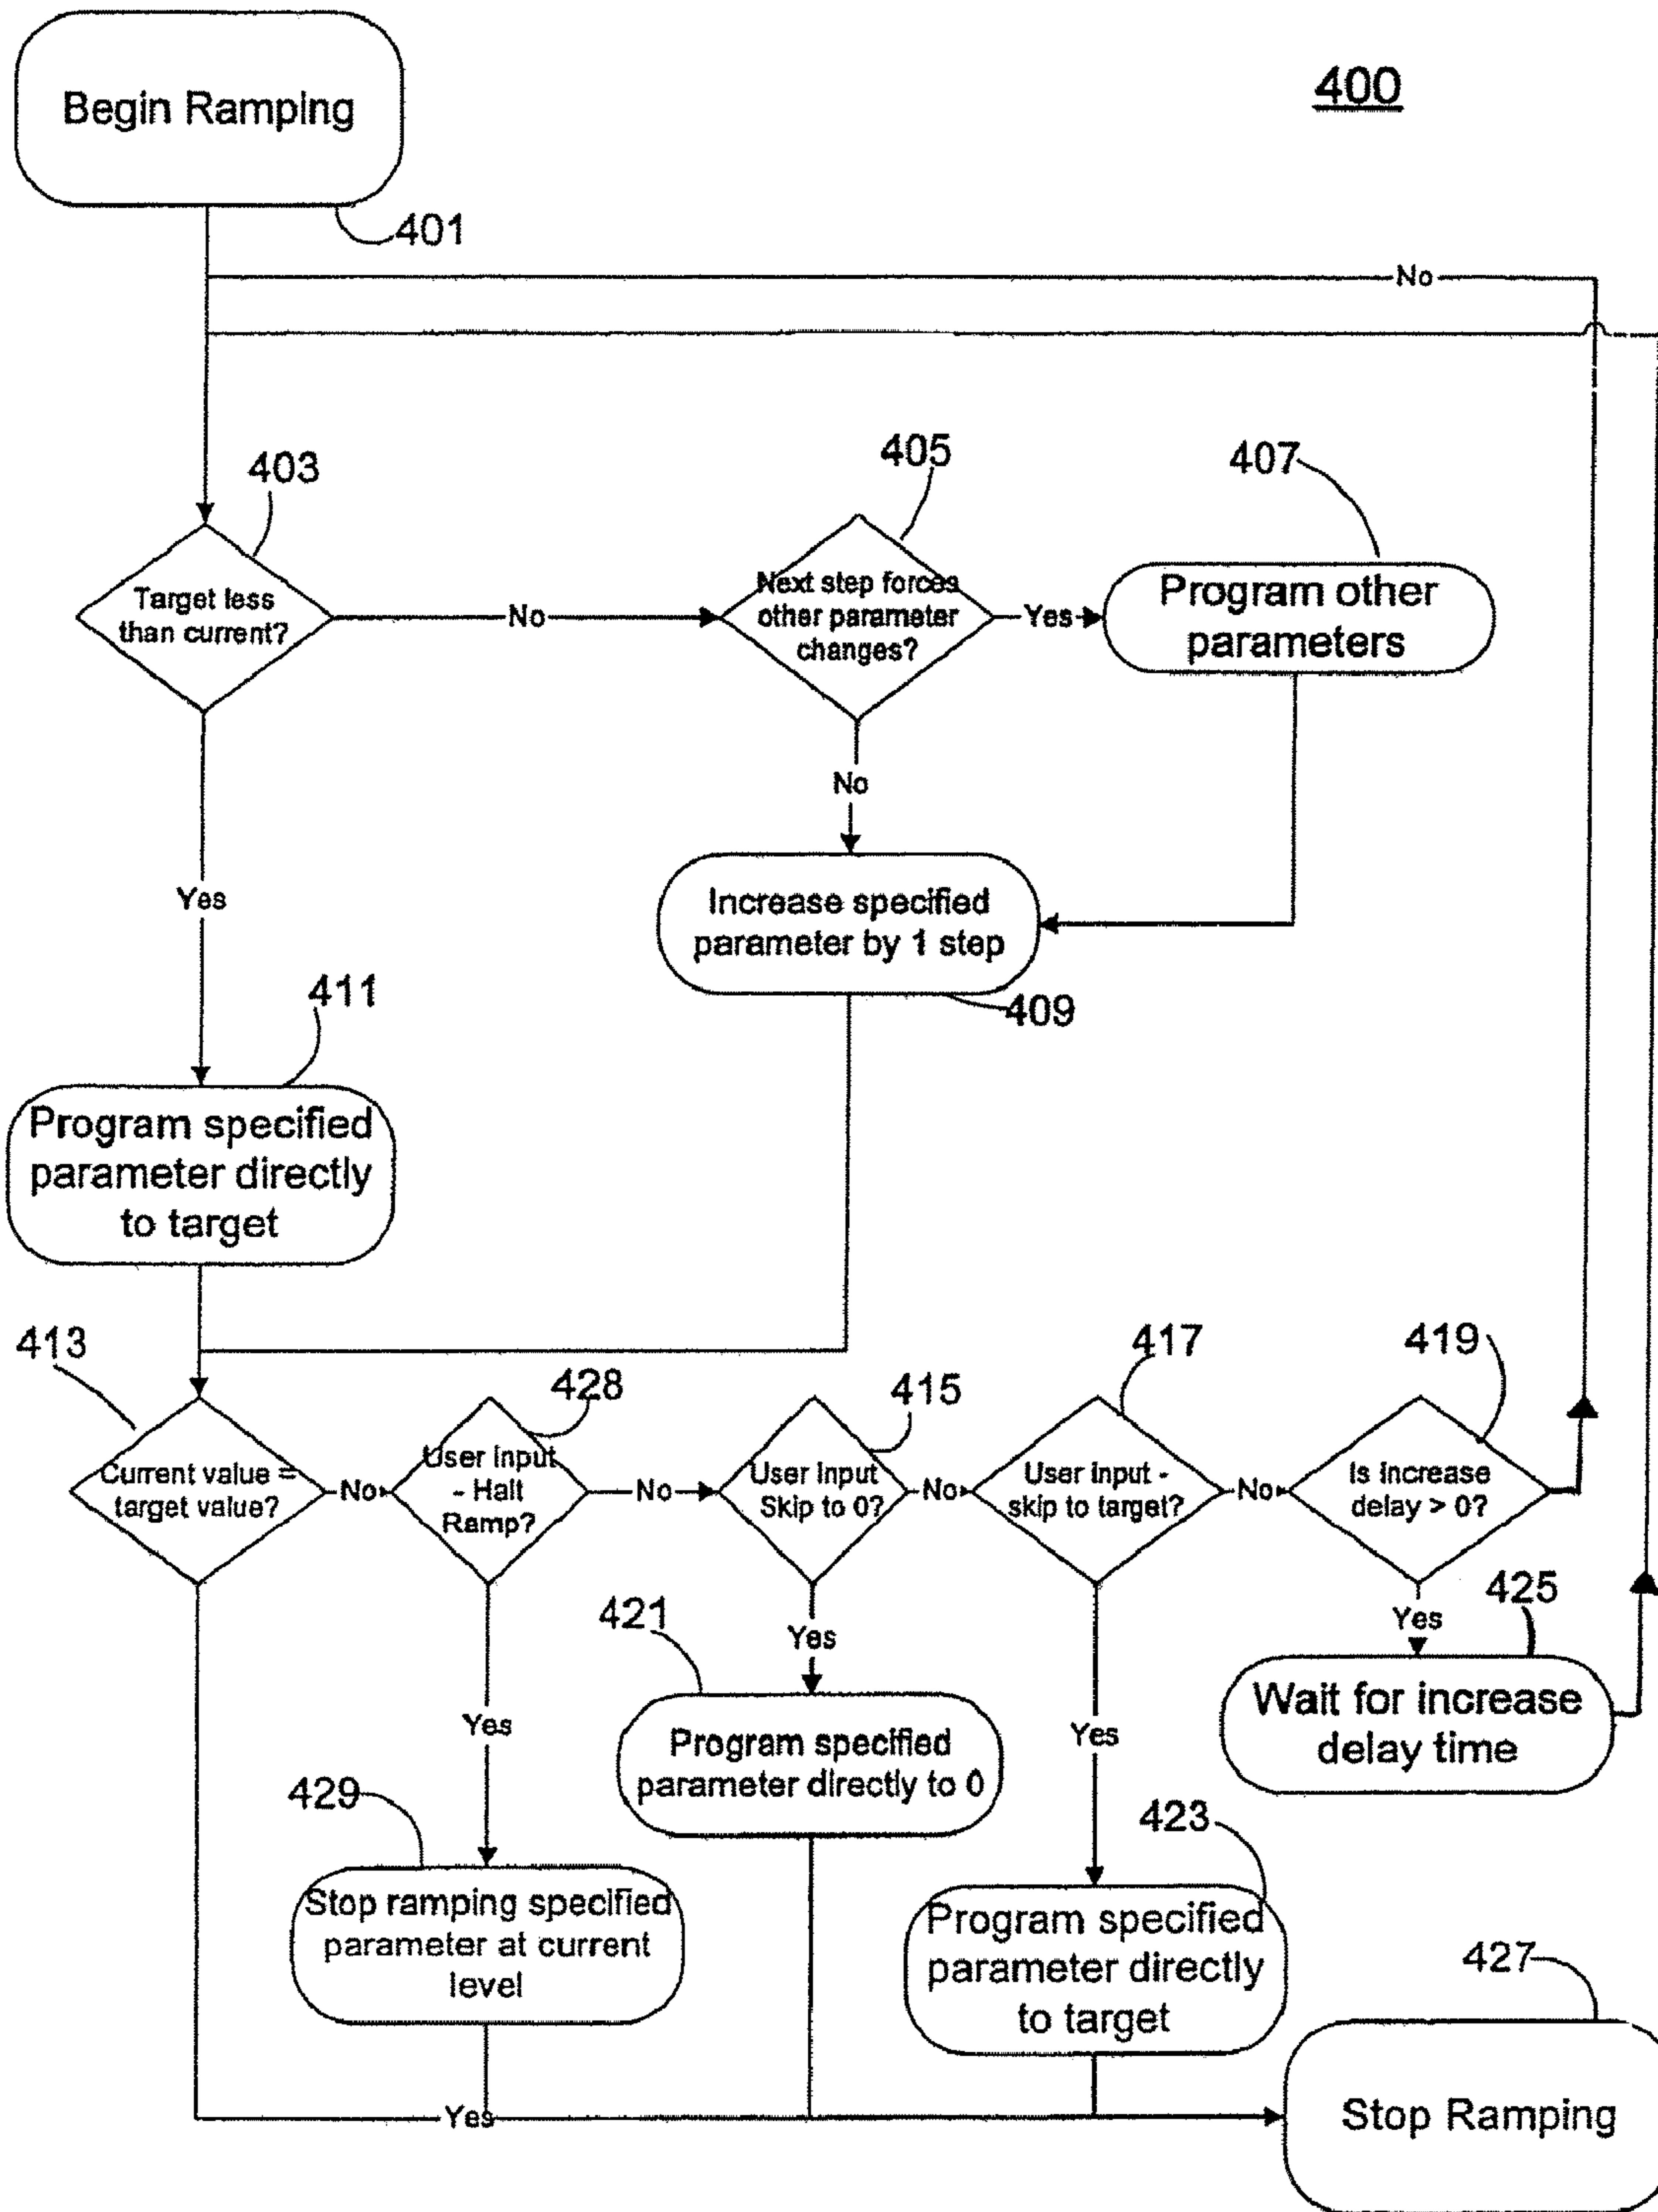 Begin Ramping
400
401
No
403
405
407
Target less
than current?
No
Next step forces
other parameter
changes?
Yes
Program other
parameters
No
Yes
Increase specified
parameter by 1 step
409
411
Program specified
parameter directly
to target
413
428
415
417
419
Current value =
target value?
No
User input
- Halt
Ramp?
No
User input
Skip to 0?
No
User input -
skip to target?
No
Is increase
delay > 0?
Yes
425
Wait for increase
delay time
Yes
421
Program specified
parameter directly to 0
Yes
429
Stop ramping specified
parameter at current
level
Yes
423
Program specified
parameter directly
to target
427
Yes
Stop Ramping